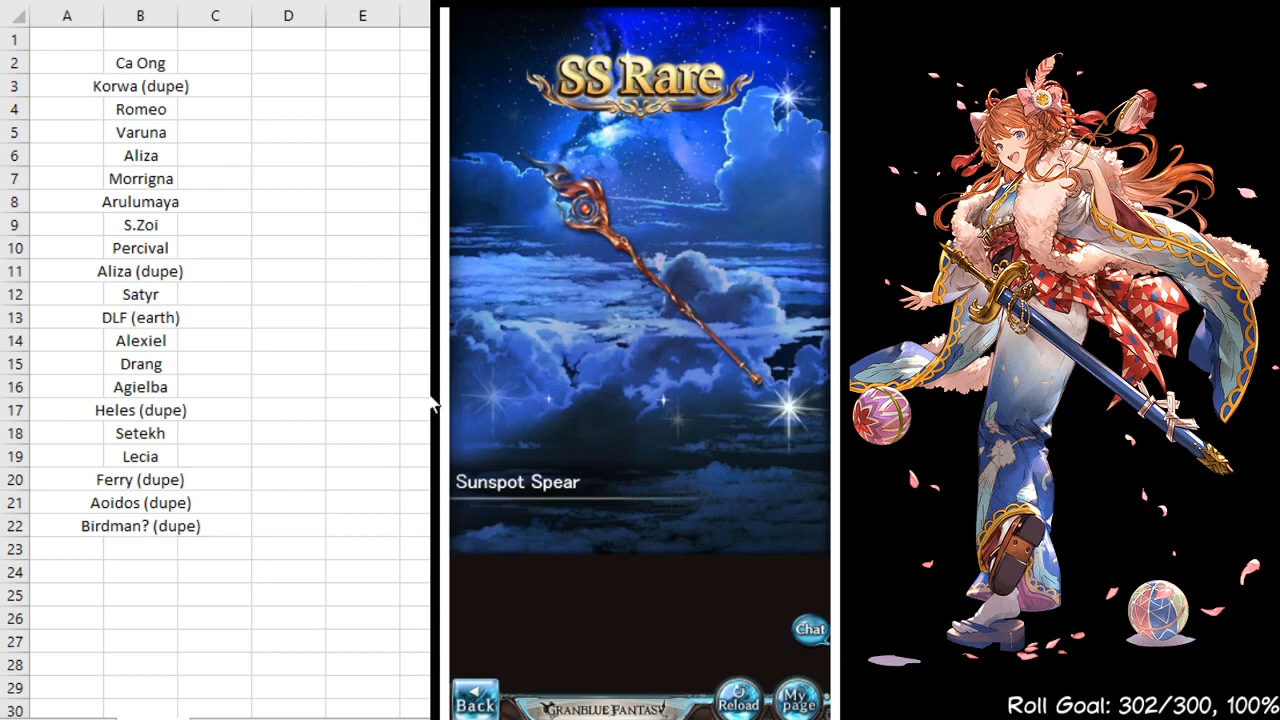 A B C D E
1
2 Ca Ong
3 Korwa (dupe)
4 Romeo
5 Varuna
6 Aliza
7 Morrigna
8 Arulumaya
9 S.Zoi
10 Percival
11 Aliza (dupe)
12 Satyr
13 DLF (earth)
14 Alexiel
15 Drang
16 Agielba
17 Heles (dupe)
18 Setekh
19 Lecia
20 Ferry (dupe)
21 Aoidos (dupe)
22 Birdman? (dupe)
23
24
25
26
27
28
29
30
SS Rare
Sunspot Spear
Chat
Back
GRANBLUE FANTASY
Reload
My page
Roll Goal: 302/300, 100%